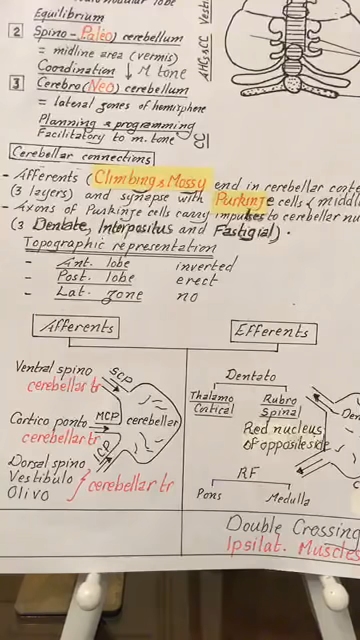 lobe
Equilibrium
2 Spino-Paleo) cerebellum
= midline area (vermis)
Coordination ↓ M tone
3 Cerebro(Neo) cerebellum
= lateral zones of hemisphere
Planning & programming
Facilitatory to m. tone
Cerebellar connections
- Afferents (Climbing & Mossy end in cerebellar
(3 layers) and synapse with Purkinje cells (middl
- Axons of Purkinje cells carry impulses to cerebellar nu
(3 Dentate, Interpositus and Fastigial).
Topographic representation
- Ant. lobe inverted
- Post. lobe erect
- Lat. zone no
Afferents
Efferents
Ventral spino
cerebellar tr
SCP
Cortico ponto
cerebellar tr
MCP
cerebellar
Dorsal spino
Vestibulo
Olivo
cerebellar tr
ICP
Dentato
Thalamo
Cortical
Rubro
Spinal
Red nucleus
of opposite side
RF
Pons
Medulla
Den
Double Crossing
Ipsilat. Muscles